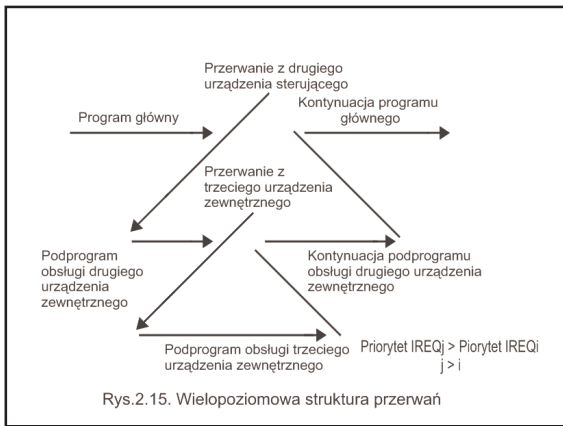 Przerwanie z drugiego
urządzenia sterującego
Program główny
Kontynuacja programu
głównego
Przerwanie z
trzeciego urządzenia
zewnętrznego
Podprogram
obsługi drugiego
urządzenia
zewnętrznego
Kontynuacja podprogramu
obsługi drugiego urządzenia
zewnętrznego
Podprogram obsługi trzeciego
urządzenia zewnętrznego
Priorytet IREQj > Piorytet IREQi
j > i
Rys.2.15. Wielopoziomowa struktura przerwań